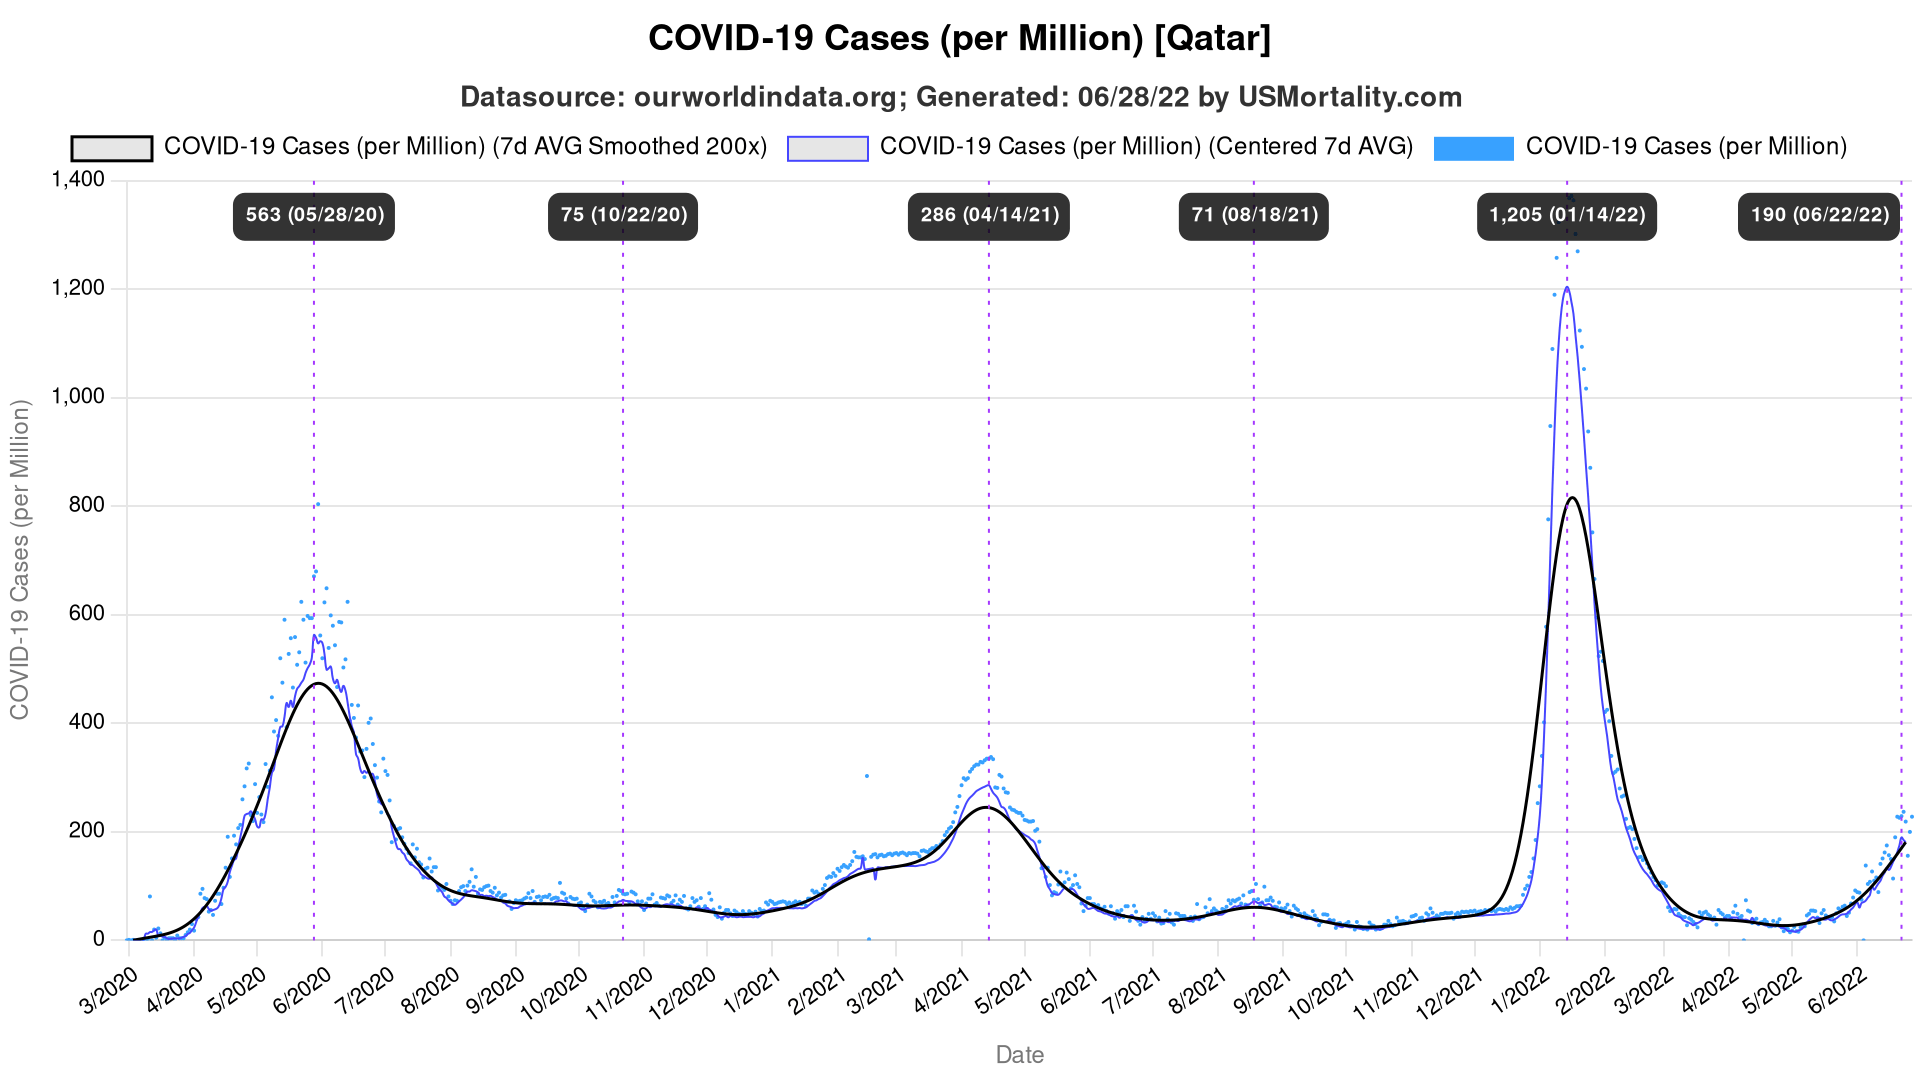 COVID-19 Cases (per Million) [Qatar]
Datasource: ourworldindata.org; Generated: 06/28/22 by USMortality.com
COVID-19 Cases (per Million) (7d AVG Smoothed 200x) COVID-19 Cases (per Million) (Centered 7d AVG) COVID-19 Cases (per Million)
1,400
563 (05/28/20) 75 (10/22/20) 286 (04/14/21) 71 (08/18/21) 1,205 (01/14/22) 190 (06/22/22)
1,200
1,000
800
600
400
200
0
COVID-19 Cases (per Million)
3/2020 4/2020 5/2020 6/2020 7/2020 8/2020 9/2020 10/2020 11/2020 12/2020 1/2021 2/2021 3/2021 4/2021 5/2021 6/2021 7/2021 8/2021 9/2021 10/2021 11/2021 12/2021 1/2022 2/2022 3/2022 4/2022 5/2022 6/2022
Date